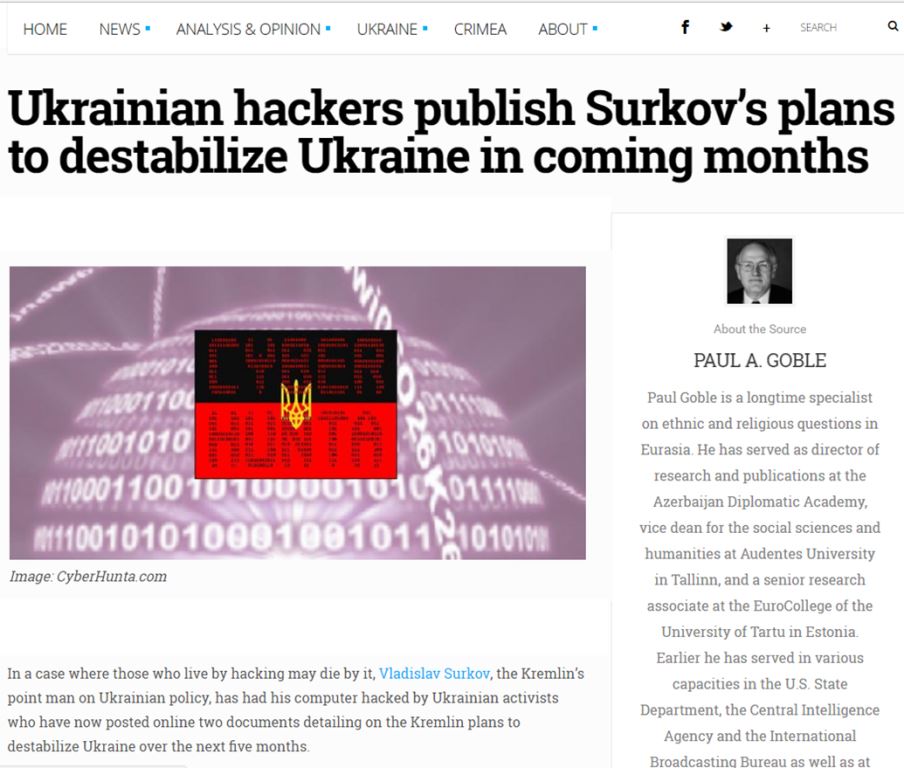 HOME NEWS ANALYSIS & OPINION UKRAINE CRIMEA ABOUT + SEARCH
Ukrainian hackers publish Surkov's plans
to destabilize Ukraine in coming months
CYBER
Image: CyberHunta.com
In a case where those who live by hacking may die by it, Vladislav Surkov, the Kremlin's
point man on Ukrainian policy, has had his computer hacked by Ukrainian activists
who have now posted online two documents detailing on the Kremlin plans to
destabilize Ukraine over the next five months.
About the Source
PAUL A. GOBLE
Paul Goble is a longtime specialist
on ethnic and religious questions in
Eurasia. He has served as director of
research and publications at the
Azerbaijan Diplomatic Academy,
vice dean for the social sciences and
humanities at Audentes University
in Tallinn, and a senior research
associate at the EuroCollege of the
University of Tartu in Estonia.
Earlier he has served in various
capacities in the U.S. State
Department, the Central Intelligence
Agency and the International
Broadcasting Bureau as well as at